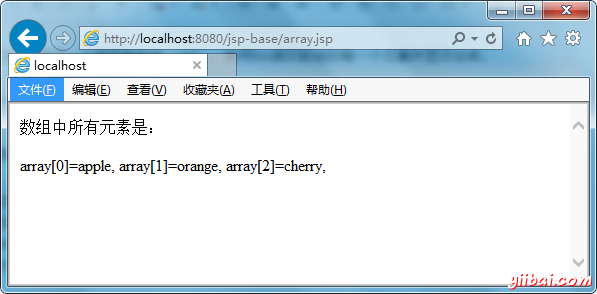 http://localhost:8080/jsp-base/array.jsp
localhost
文件(F) 编辑(E) 查看(V) 收藏夹(A) 工具(T) 帮助(H)
数组中所有元素是:
array[0]=apple, array[1]=orange, array[2]=cherry,
yiibai.com